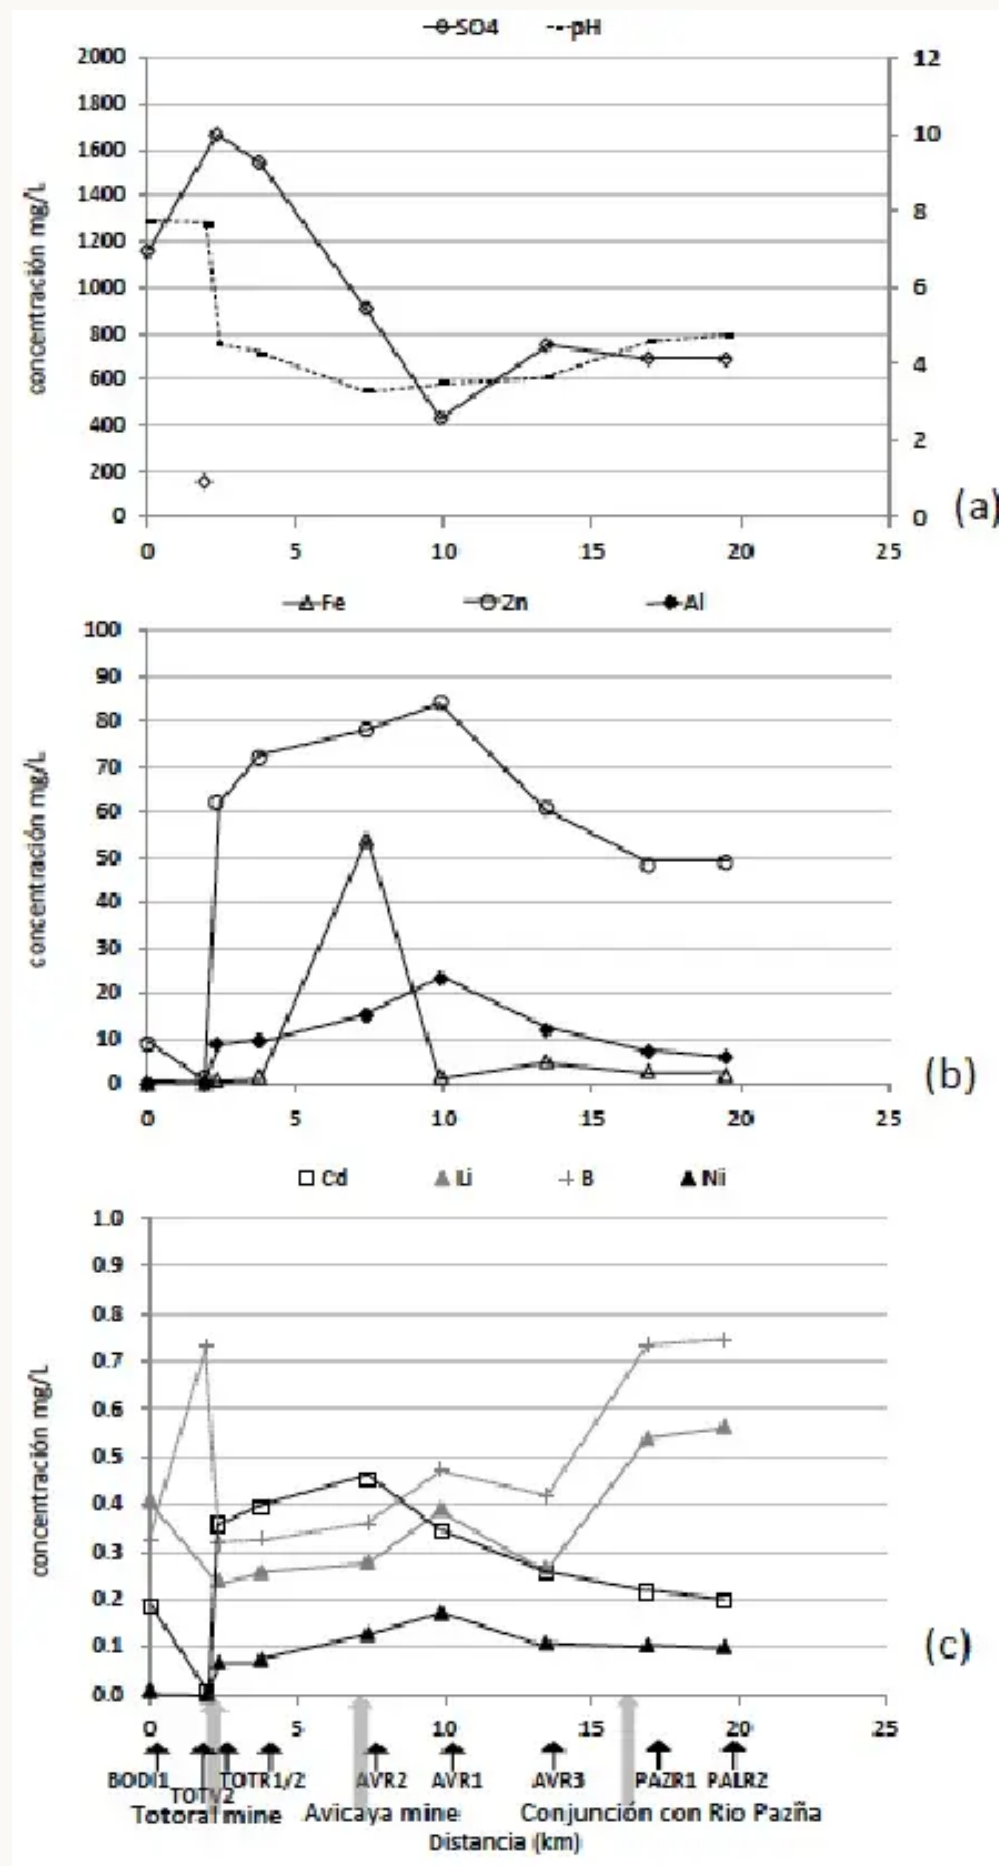 SO4 pH
2000 12
1800
1600 10
1400
1200 8
1000 6
800
600 4
400
200 2
0 0
concentración mg/L
(a)
0 5 10 15 20 25
Fe Zn Al
100
90
80
70
60
50
40
30
20
10
0
concentración mg/L
(b)
0 5 10 15 20 25
Cd Li B Ni
1.0
0.9
0.8
0.7
0.6
0.5
0.4
0.3
0.2
0.1
0.0
concentración mg/L
(c)
0 5 10 15 20 25
BODI1 TOTR1/2 AVR2 AVR1 AVR3 PAZR1 PALR2
TOTV2
Totoral mine Avicaya mine Conjunción con Rio Pazña
Distancia (km)